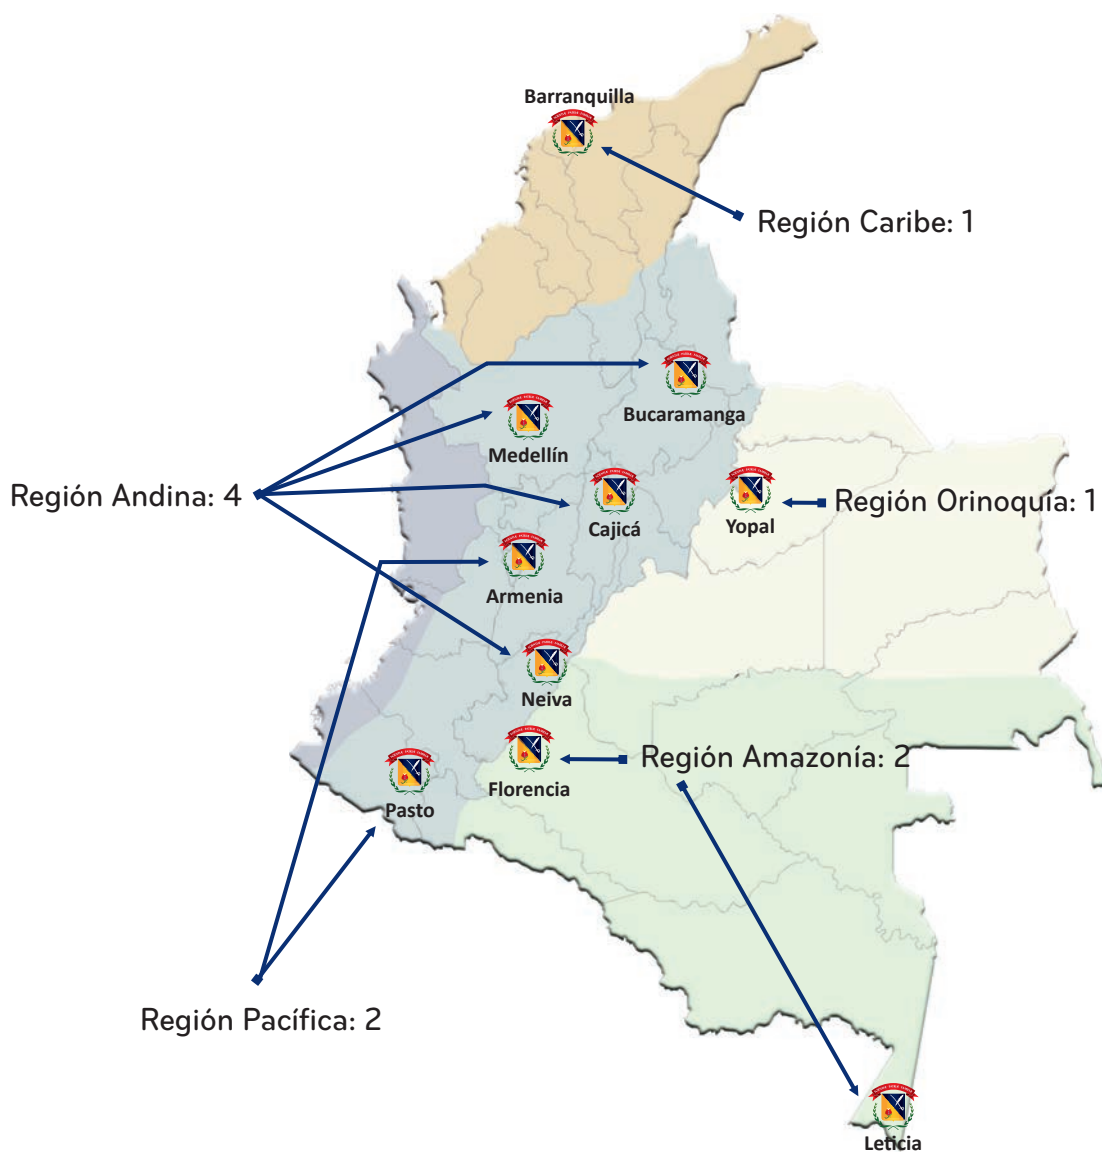 Barranquilla
Región Caribe: 1
Bucaramanga
Medellín
Región Andina: 4
Cajicá
Yopal
Región Orinoquía: 1
Armenia
Neiva
Región Amazonía: 2
Florencia
Pasto
Región Pacífica: 2
Leticia